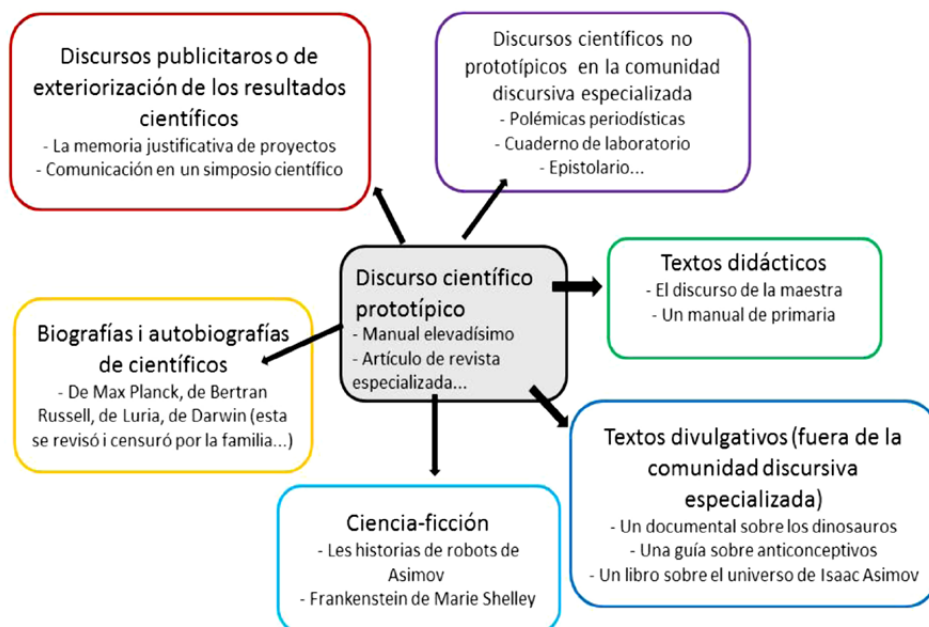 Discursos publicitaros o de
exteriorización de los resultados
científicos
- La memoria justificativa de proyectos
- Comunicación en un simposio científico
Discursos científicos no
prototípicos en la comunidad
discursiva especializada
- Polémicas periodísticas
- Cuaderno de laboratorio
- Epistolario...
Discurso científico
prototípico
- Manual elevadísimo
- Artículo de revista
especializada...
Textos didácticos
- El discurso de la maestra
- Un manual de primaria
Biografías i autobiografías
de científicos
- De Max Planck, de Bertran
Russell, de Luria, de Darwin (esta
se revisó i censuró por la familia...)
Textos divulgativos (fuera de la
comunidad discursiva
especializada)
- Un documental sobre los dinosauros
- Una guía sobre anticonceptivos
- Un libro sobre el universo de Isaac Asimov
Ciencia-ficción
- Les historias de robots de
Asimov
- Frankenstein de Marie Shelley